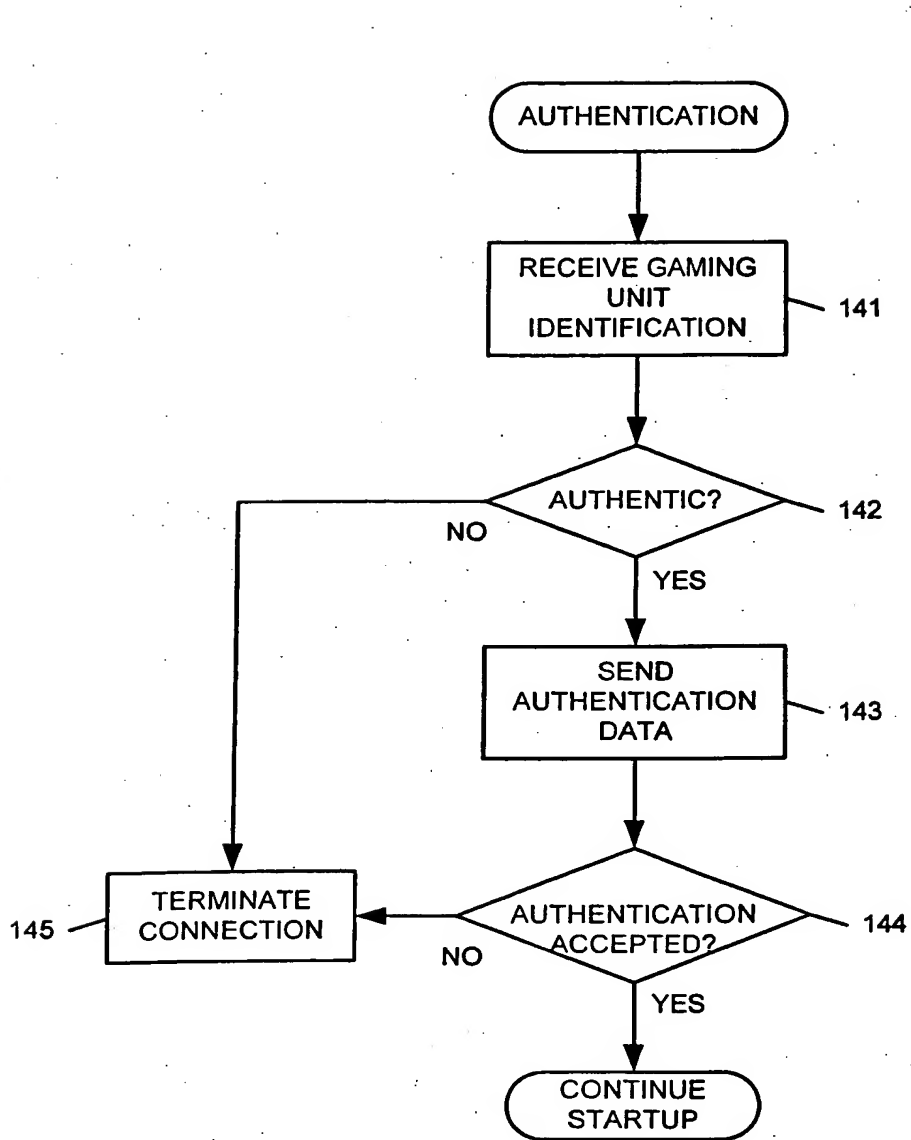 AUTHENTICATION
RECEIVE GAMING
UNIT
IDENTIFICATION
141
AUTHENTIC?
142
NO
YES
SEND
AUTHENTICATION
DATA
143
TERMINATE
CONNECTION
145
AUTHENTICATION
ACCEPTED?
144
NO
YES
CONTINUE
STARTUP